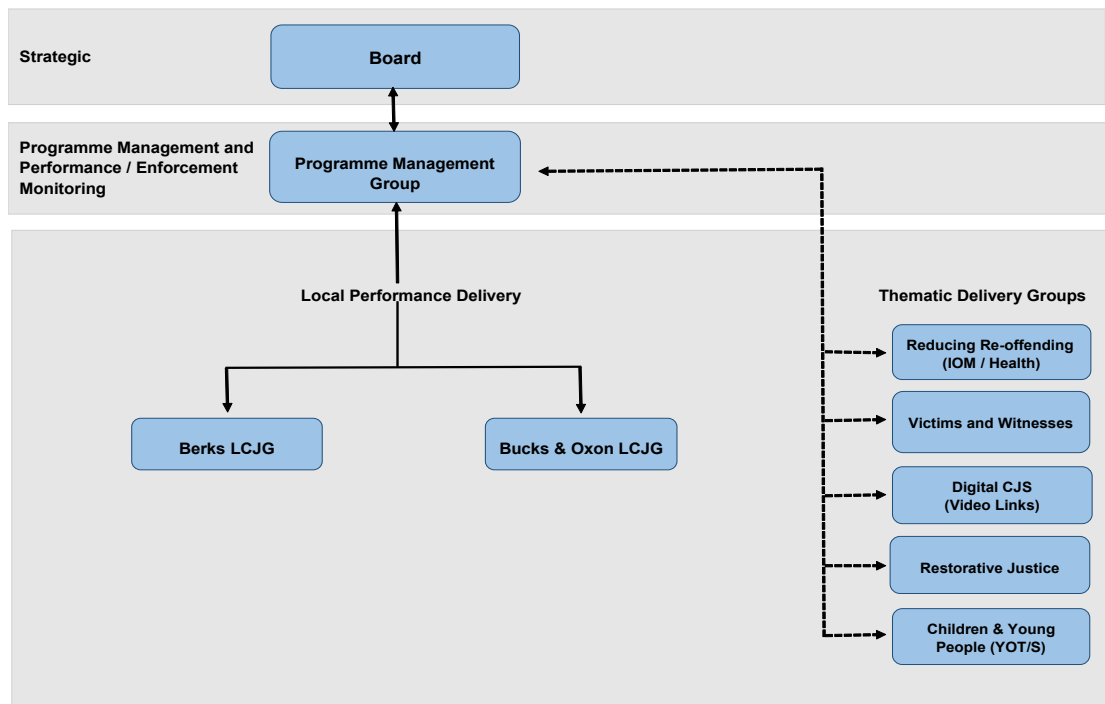 Strategic
Board
Programme Management and
Performance / Enforcement
Monitoring
Programme Management
Group
Local Performance Delivery
Thematic Delivery Groups
Reducing Re-offending
(IOM / Health)
Berks LCJG
Bucks & Oxon LCJG
Victims and Witnesses
Digital CJS
(Video Links)
Restorative Justice
Children & Young
People (YOT/S)